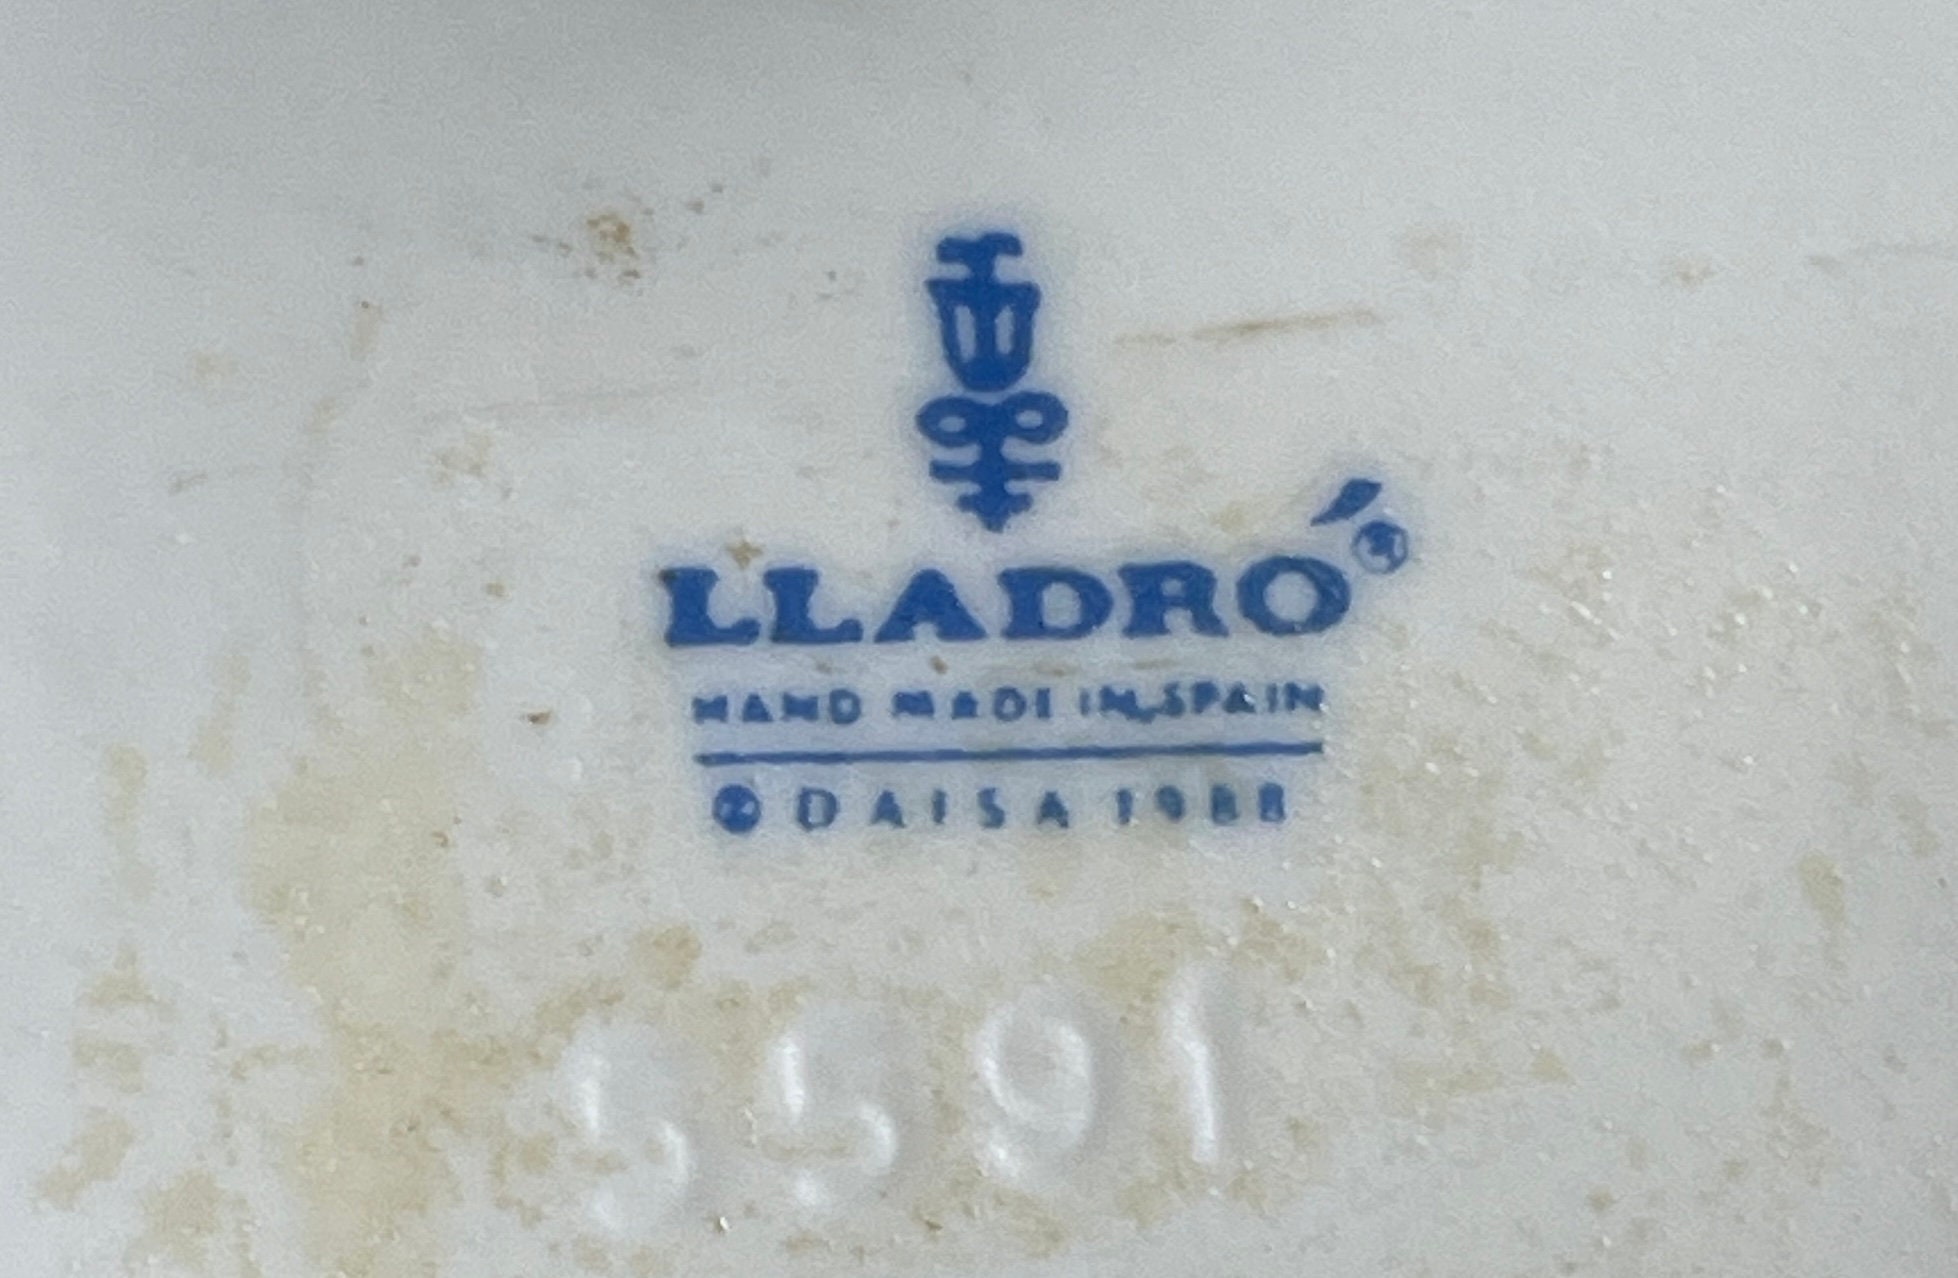 LLADRÓ®
HAND MADE IN SPAIN
© DAISA 1988
5591